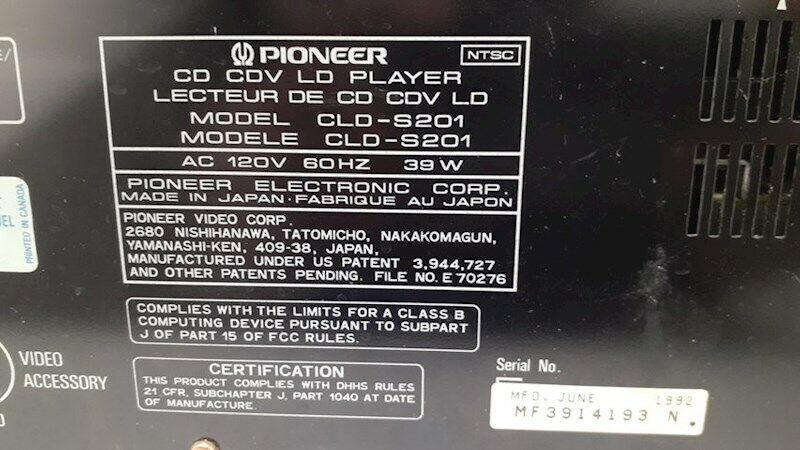 E/
PIONEER
NTSC
CD CDV LD PLAYER
LECTEUR DE CD CDV LD
MODEL CLD-S201
MODELE CLD-S201
AC 120V 60HZ 39W
PIONEER ELECTRONIC CORP.
MADE IN JAPAN·FABRIQUE AU JAPON
PIONEER VIDEO CORP.
2680 NISHIHANAWA, TATOMICHO, NAKAKOMAGUN,
YAMANASHI-KEN, 409-38, JAPAN,
MANUFACTURED UNDER US PATENT 3,944,727
AND OTHER PATENTS PENDING. FILE NO. E 70276
PRINTED IN CANADA
COMPLIES WITH THE LIMITS FOR A CLASS B
COMPUTING DEVICE PURSUANT TO SUBPART
J OF PART 15 OF FCC RULES.
VIDEO
ACCESSORY
CERTIFICATION
THIS PRODUCT COMPLIES WITH DHHS RULES
21 CFR, SUBCHAPTER J, PART 1040 AT DATE
OF MANUFACTURE.
Serial No.
MFD. JUNE 1992
MF3914193 N.